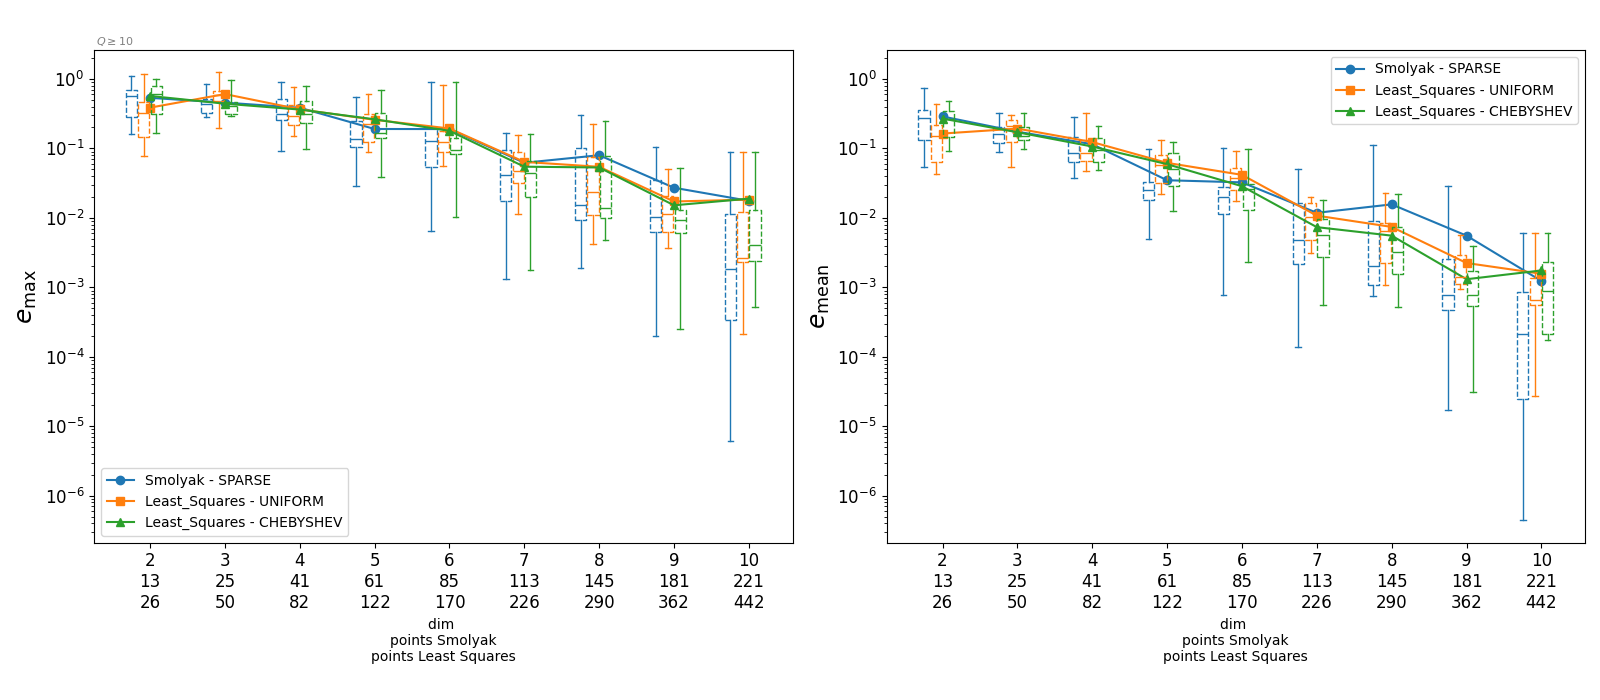 Q ≥ 10
10⁰
10⁻¹
10⁻²
10⁻³
10⁻⁴
10⁻⁵
10⁻⁶
e_max
Smolyak - SPARSE
Least_Squares - UNIFORM
Least_Squares - CHEBYSHEV
2 3 4 5 6 7 8 9 10
13 25 41 61 85 113 145 181 221
26 50 82 122 170 226 290 362 442
dim
points Smolyak
points Least Squares
10⁰
10⁻¹
10⁻²
10⁻³
10⁻⁴
10⁻⁵
10⁻⁶
e_mean
Smolyak - SPARSE
Least_Squares - UNIFORM
Least_Squares - CHEBYSHEV
2 3 4 5 6 7 8 9 10
13 25 41 61 85 113 145 181 221
26 50 82 122 170 226 290 362 442
dim
points Smolyak
points Least Squares